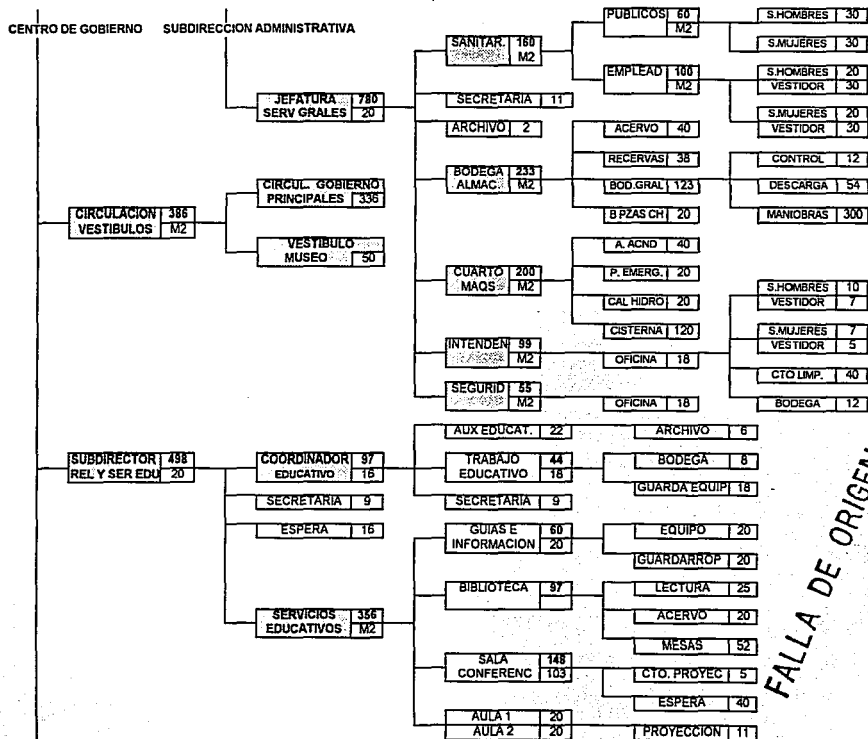 CENTRO DE GOBIERNO SUBDIRECCION ADMINISTRATIVA
PUBLICOS 60
M2
S.HOMBRES 30
S.MUJERES 30
SANITAR. 160
M2
EMPLEAD 100
M2
S.HOMBRES 20
VESTIDOR 30
S.MUJERES 20
VESTIDOR 30
JEFATURA 780
SERV GRALES 20
SECRETARIA 11
ARCHIVO 2
BODEGA 233
ALMAC. M2
ACERVO 40
RECERVAS 38
BOD.GRAL 123
B PZAS CH 20
CONTROL 12
DESCARGA 54
MANIOBRAS 300
CIRCULACION 386
VESTIBULOS M2
CIRCUL. GOBIERNO
PRINCIPALES 336
VESTIBULO
MUSEO 50
CUARTO 200
MAQS M2
A. ACND 40
P. EMERG. 20
CAL HIDRO 20
CISTERNA 120
INTENDEN 99
M2
OFICINA 18
S.HOMBRES 10
VESTIDOR 7
S.MUJERES 7
VESTIDOR 5
CTO LIMP. 40
BODEGA 12
SEGURID 55
M2
OFICINA 18
SUBDIRECTOR 498
REL Y SER EDU 20
COORDINADOR 97
EDUCATIVO 16
AUX EDUCAT. 22
ARCHIVO 6
TRABAJO 44
EDUCATIVO 18
BODEGA 8
GUARDA EQUIP 18
SECRETARIA 9
SECRETARIA 9
ESPERA 16
SERVICIOS 356
EDUCATIVOS M2
GUIAS E 60
INFORMACION 20
EQUIPO 20
GUARDARROP 20
BIBLIOTECA 97
LECTURA 25
ACERVO 20
MESAS 52
SALA 148
CONFERENC 103
CTO. PROYEC 5
ESPERA 40
AULA 1 20
AULA 2 20
PROYECCION 11
FALLA DE ORIGEN